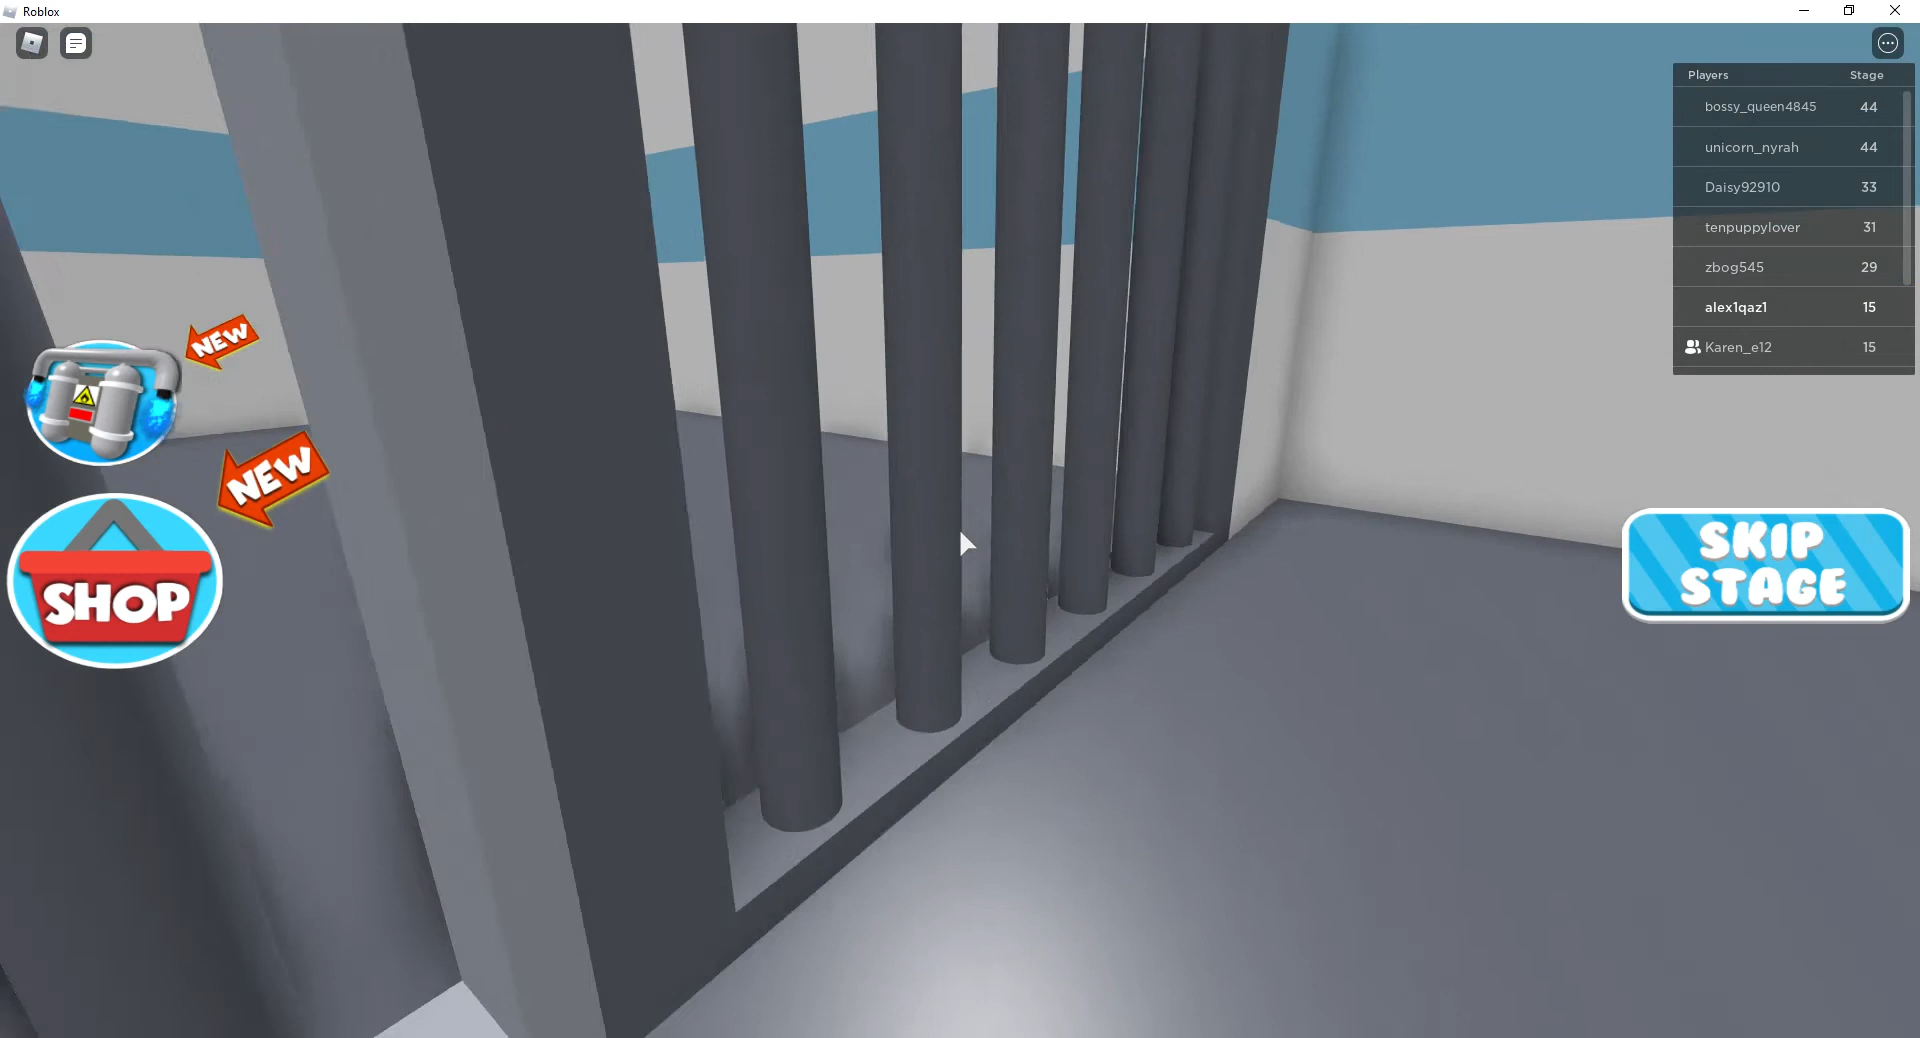 Roblox
Players Stage
bossy_queen4845 44
unicorn_nyrah 44
Daisy92910 33
tenpuppylover 31
zbog545 29
alex1qaz1 15
Karen_e12 15
NEW
NEW
SHOP
SKIP
STAGE